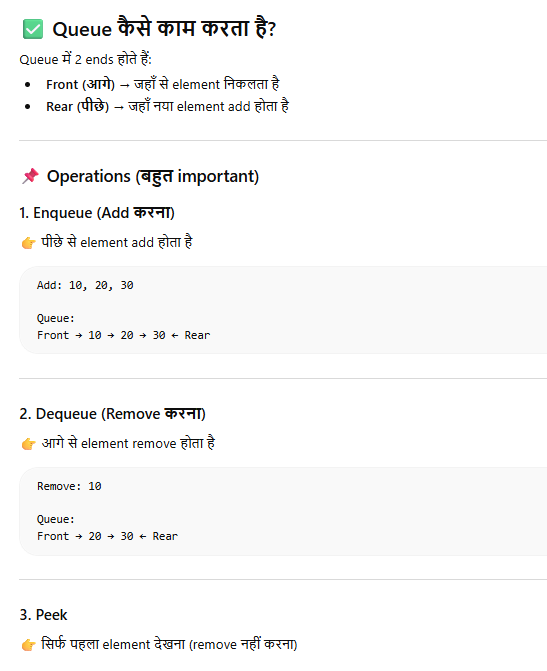 ✅ Queue कैसे काम करता है?
Queue में 2 ends होते हैं:
• Front (आगे) → जहाँ से element निकलता है
• Rear (पीछे) → जहाँ नया element add होता है
📌 Operations (बहुत important)
1. Enqueue (Add करना)
👉 पीछे से element add होता है
Add: 10, 20, 30
Queue:
Front → 10 → 20 → 30 ← Rear
2. Dequeue (Remove करना)
👉 आगे से element remove होता है
Remove: 10
Queue:
Front → 20 → 30 ← Rear
3. Peek
👉 सिर्फ पहला element देखना (remove नहीं करना)